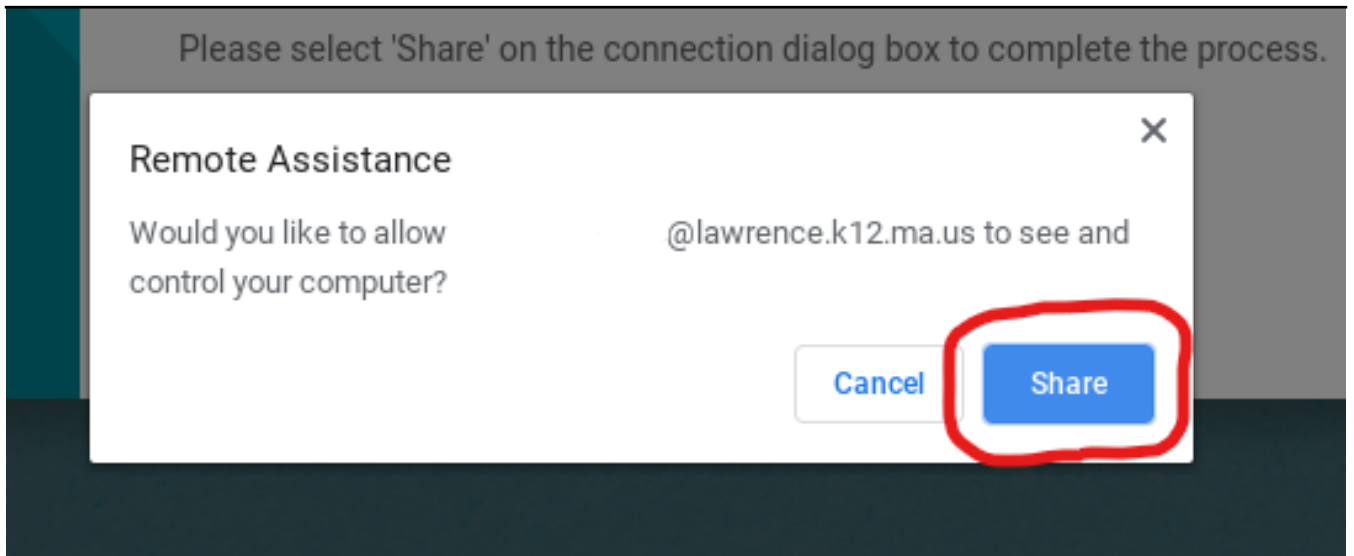 Please select 'Share' on the connection dialog box to complete the process.
Remote Assistance
Would you like to allow @lawrence.k12.ma.us to see and
control your computer?
Cancel
Share